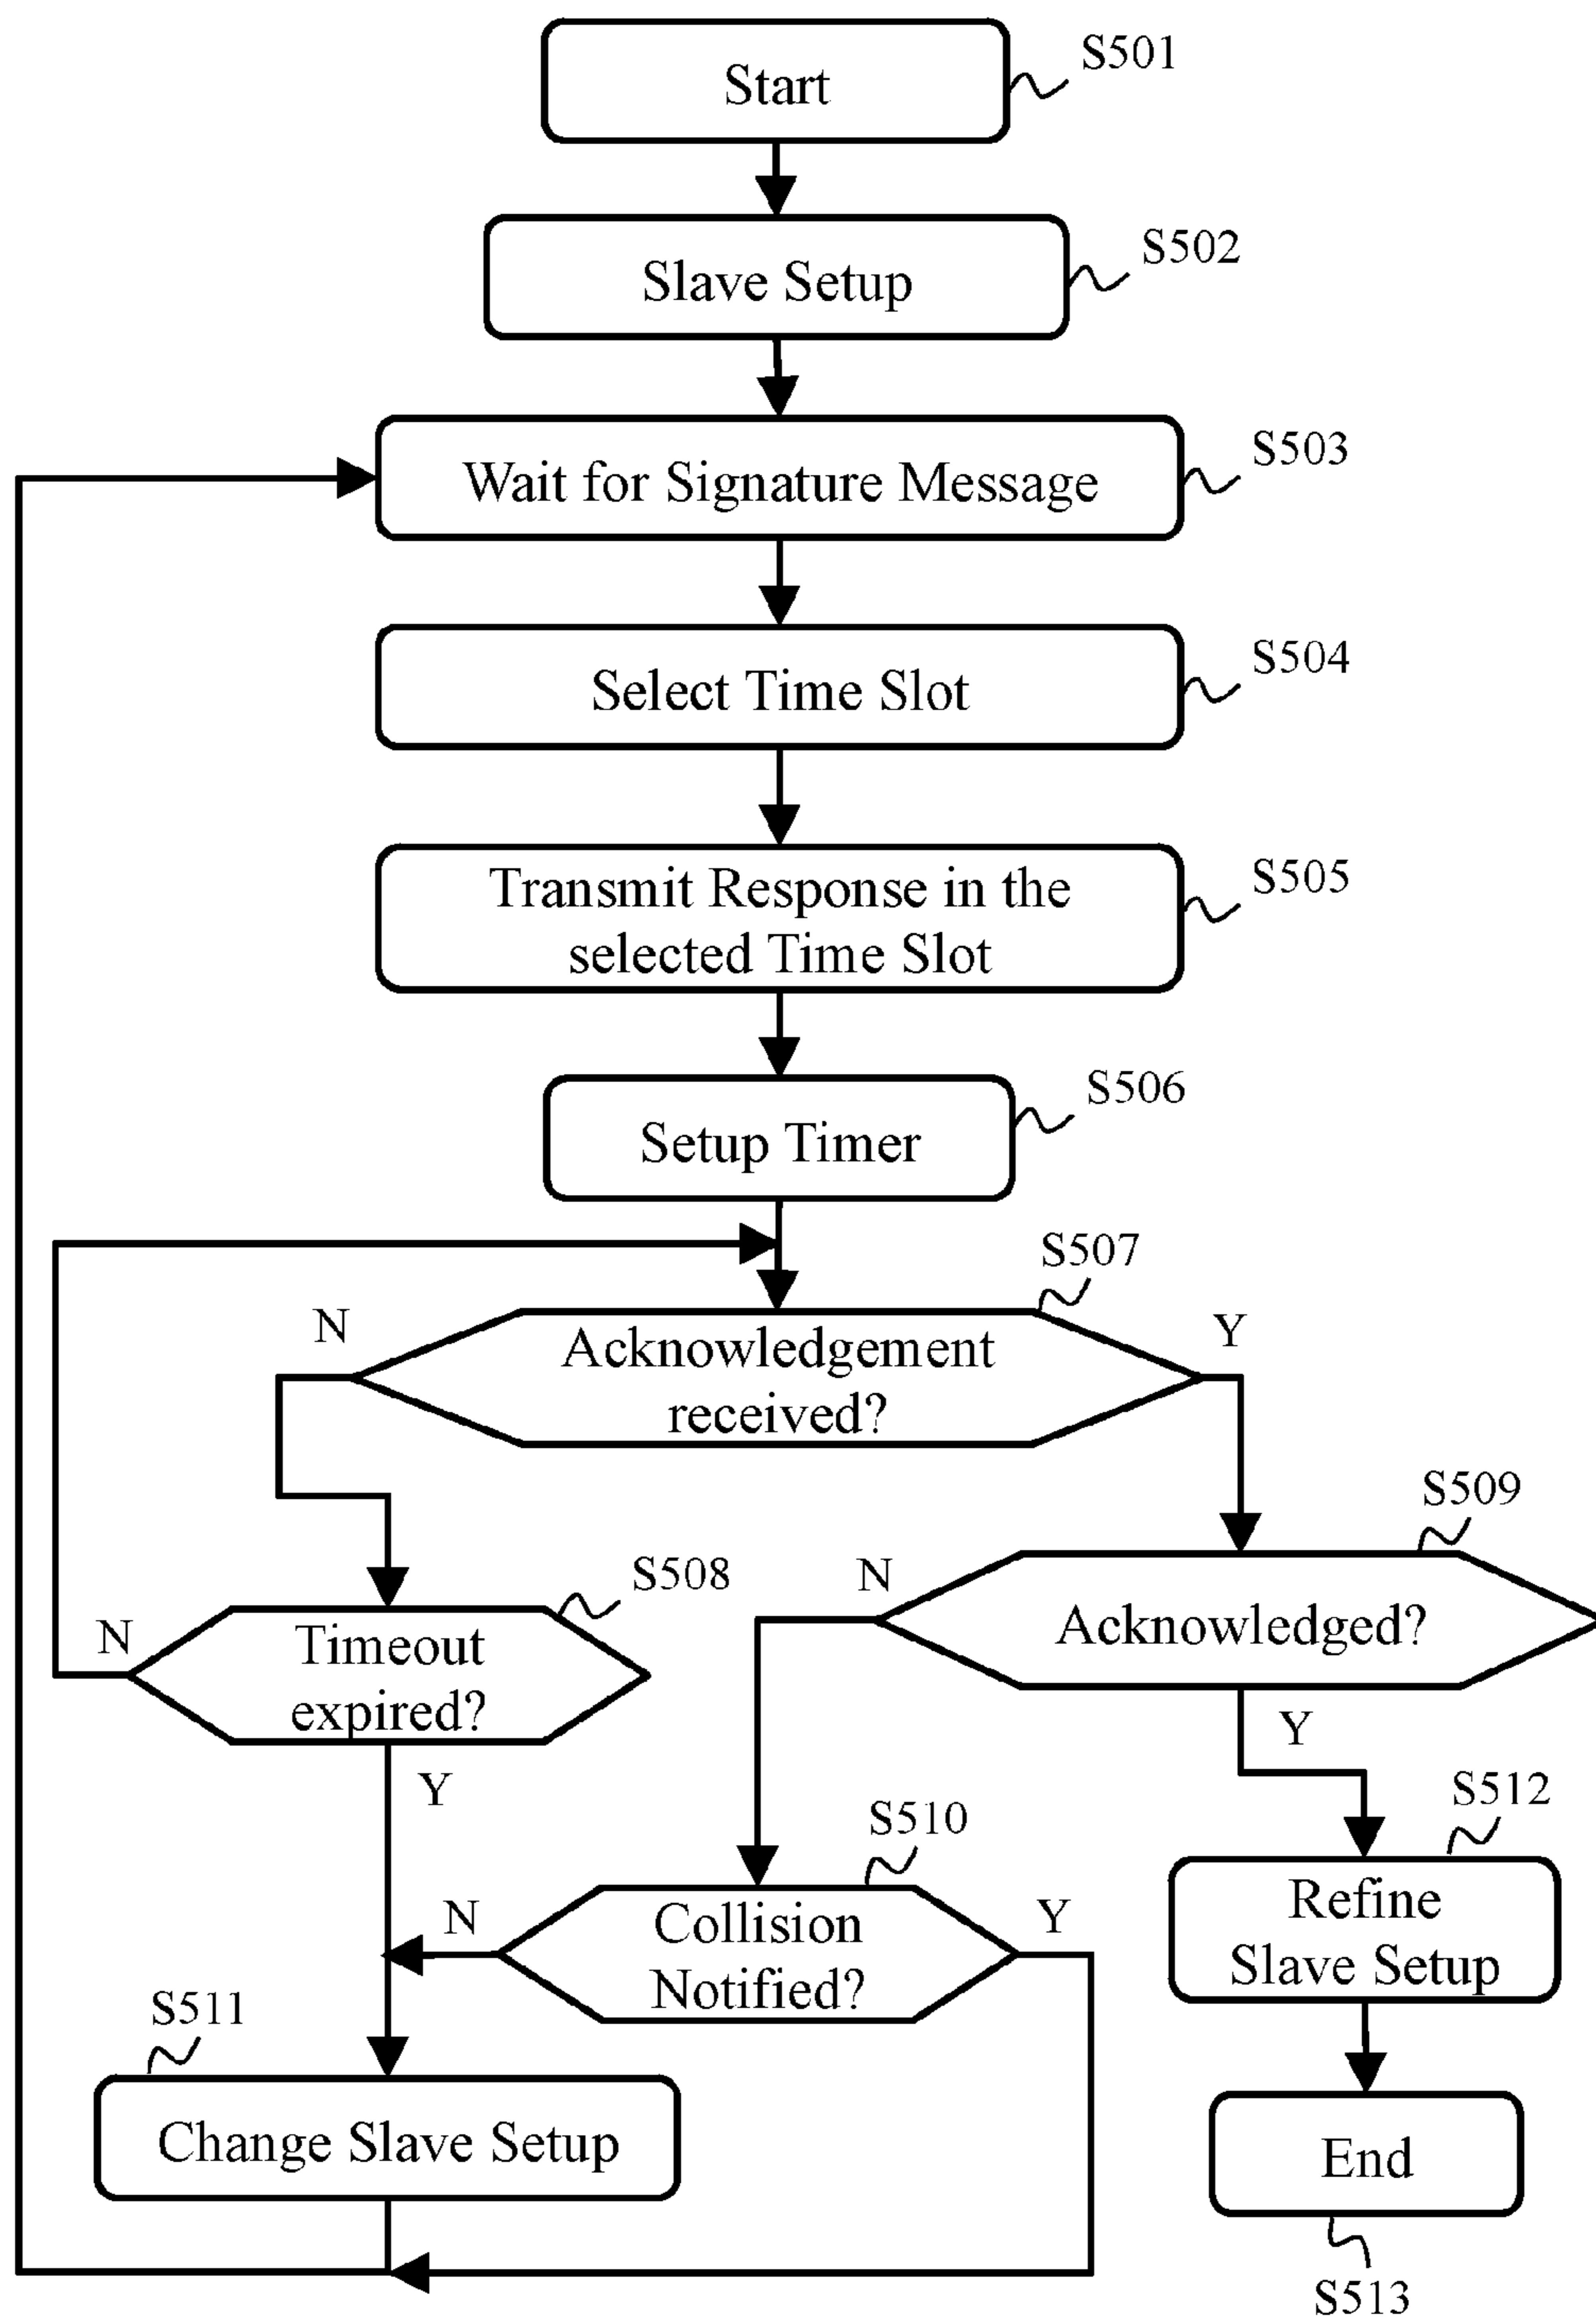 Start
S501
Slave Setup
S502
Wait for Signature Message
S503
Select Time Slot
S504
Transmit Response in the
selected Time Slot
S505
Setup Timer
S506
S507
N
Acknowledgement
received?
Y
S509
S508
N
Acknowledged?
N
Timeout
expired?
Y
Y
S510
S512
N
Collision
Notified?
Y
Refine
Slave Setup
S511
Change Slave Setup
End
S513